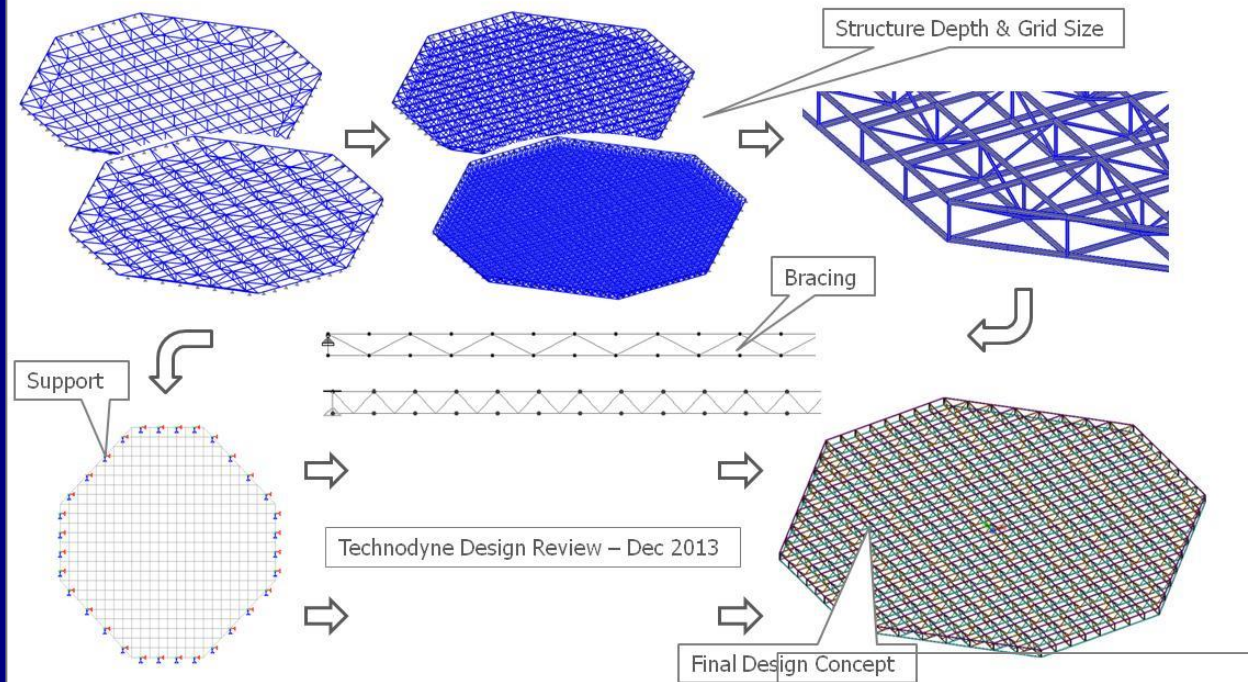 Structure Depth & Grid Size
Bracing
Support
Technodyne Design Review – Dec 2013
Final Design Concept